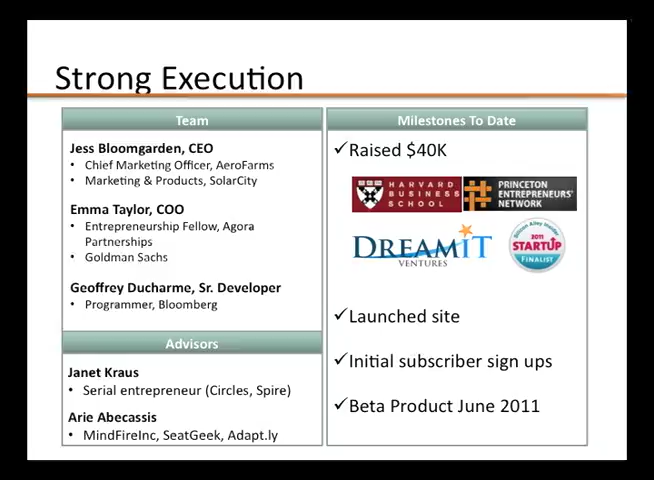 Strong Execution
Team
Jess Bloomgarden, CEO
• Chief Marketing Officer, AeroFarms
• Marketing & Products, SolarCity
Emma Taylor, COO
• Entrepreneurship Fellow, Agora
Partnerships
• Goldman Sachs
Geoffrey Ducharme, Sr. Developer
• Programmer, Bloomberg
Advisors
Janet Kraus
• Serial entrepreneur (Circles, Spire)
Arie Abecassis
• MindFireInc, SeatGeek, Adapt.ly
Milestones To Date
✓Raised $40K
HARVARD
BUSINESS
SCHOOL
PRINCETON
ENTREPRENEURS'
NETWORK
DREAMIT
VENTURES
Silicon Alley Insider
2011
STARTUP
FINALIST
✓Launched site
✓Initial subscriber sign ups
✓Beta Product June 2011